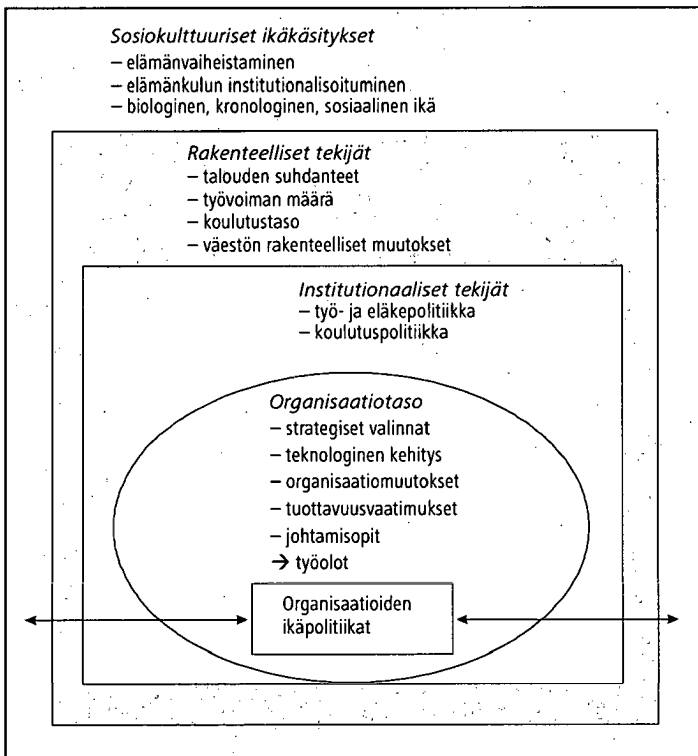 Sosiokulttuuriset ikäkäsitykset
– elämänvaiheistaminen
– elämänkulun institutionalisoituminen
– biologinen, kronologinen, sosiaalinen ikä
Rakenteelliset tekijät
– talouden suhdanteet
– työvoiman määrä
– koulutustaso
– väestön rakenteelliset muutokset
Institutionaaliset tekijät
– työ- ja eläkepolitiikka
– koulutuspolitiikka
Organisaatiotaso
– strategiset valinnat
– teknologinen kehitys
– organisaatiomuutokset
– tuottavuusvaatimukset
– johtamisopit
→ työolot
Organisaatioiden
ikäpolitiikat